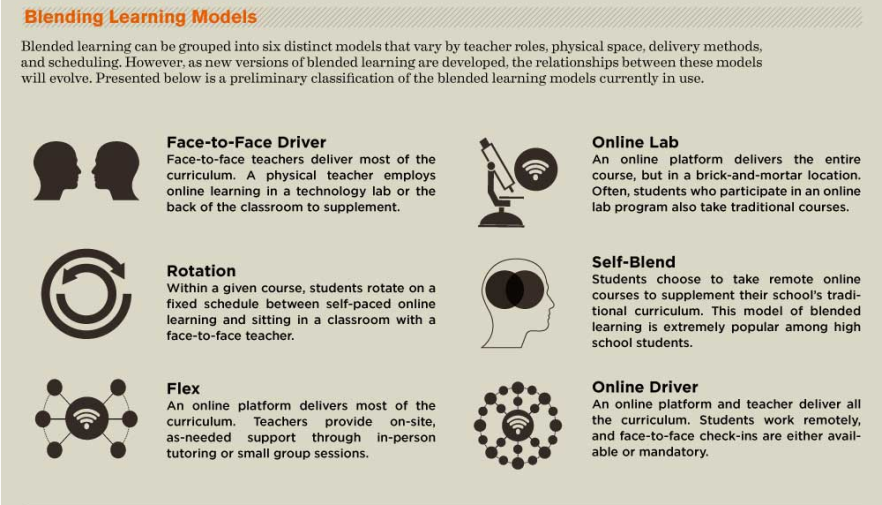 Blending Learning Models
Blended learning can be grouped into six distinct models that vary by teacher roles, physical space, delivery methods,
and scheduling. However, as new versions of blended learning are developed, the relationships between these models
will evolve. Presented below is a preliminary classification of the blended learning models currently in use.
Face-to-Face Driver
Face-to-face teachers deliver most of the
curriculum. A physical teacher employs
online learning in a technology lab or the
back of the classroom to supplement.
Rotation
Within a given course, students rotate on a
fixed schedule between self-paced online
learning and sitting in a classroom with a
face-to-face teacher.
Flex
An online platform delivers most of the
curriculum. Teachers provide on-site,
as-needed support through in-person
tutoring or small group sessions.
Online Lab
An online platform delivers the entire
course, but in a brick-and-mortar location.
Often, students who participate in an online
lab program also take traditional courses.
Self-Blend
Students choose to take remote online
courses to supplement their school's tradi-
tional curriculum. This model of blended
learning is extremely popular among high
school students.
Online Driver
An online platform and teacher deliver all
the curriculum. Students work remotely,
and face-to-face check-ins are either avail-
able or mandatory.